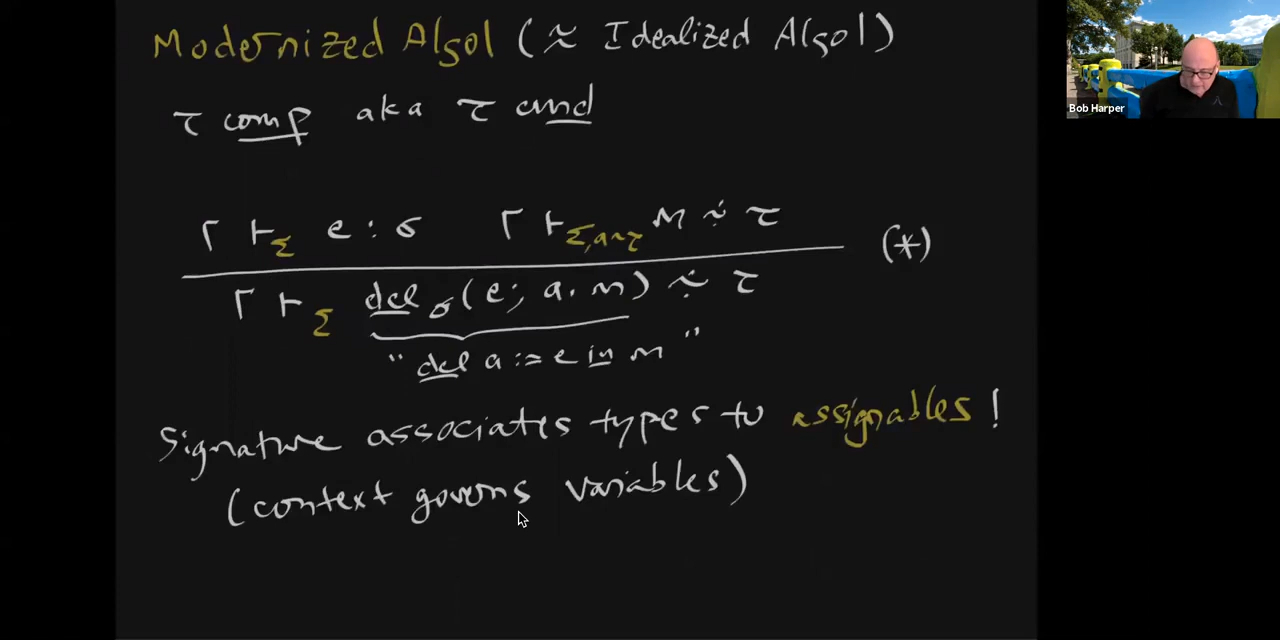 Modernized Algol (≈ Idealized Algol)
τ comp aka τ cmd
Γ ⊢Σ e : σ Γ ⊢Σ,a~τ m ∻ τ
(*)
Γ ⊢Σ dclσ(e; a.m) ∻ τ
"dcl a := e in m"
Signature associates types to assignables!
(context governs variables)
Bob Harper